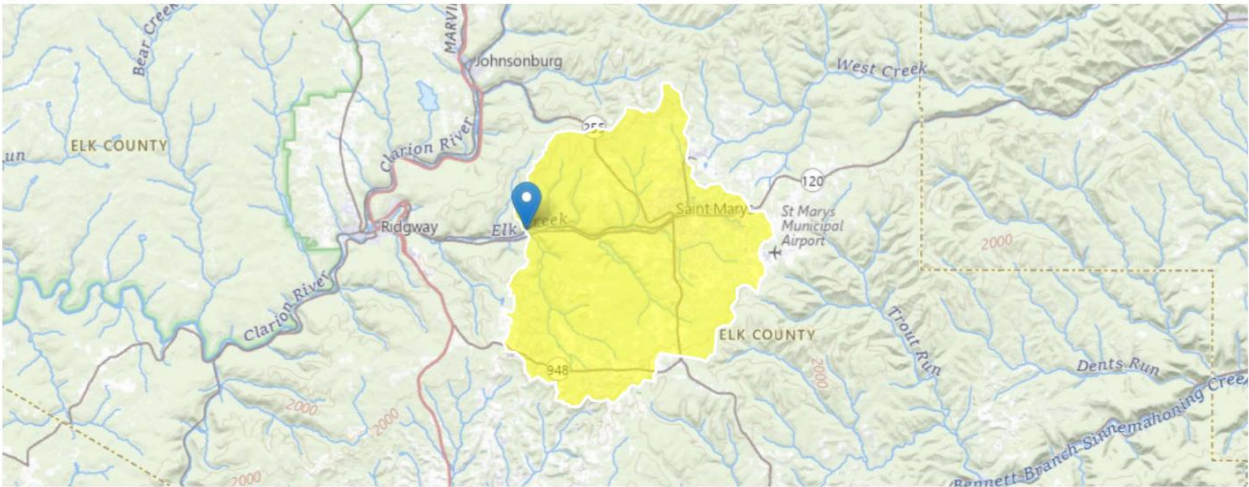 Bear Creek
MARVI
Johnsonburg
West Creek
255
ELK COUNTY
Clarion River
un
120
Saint Marys
St Marys
Municipal
Airport
Elk Creek
Ridgway
2000
Clarion River
ELK COUNTY
Trout Run
948
2000
Dents Run
2000
2000
2000
Bennett Branch Sinnemahoning Creek